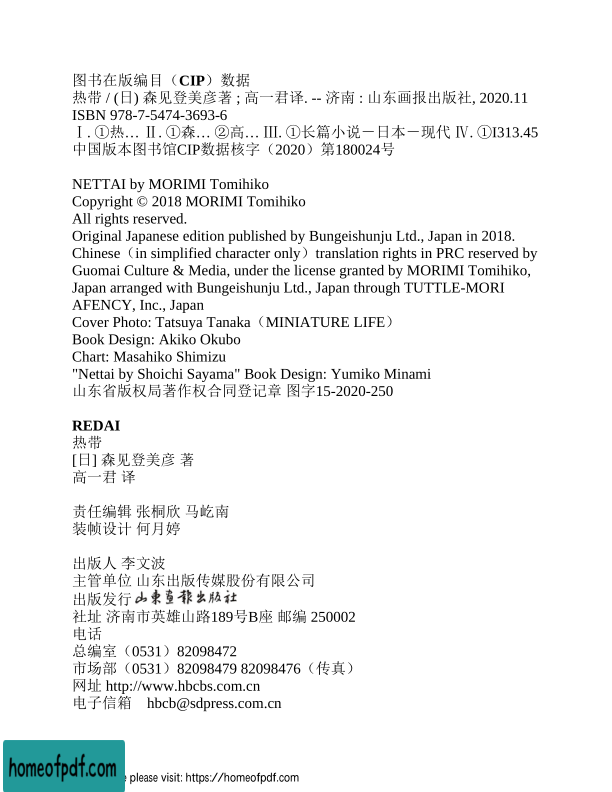 图书在版编目（CIP）数据
热带 / (日) 森见登美彦著 ; 高一君译. -- 济南 : 山东画报出版社, 2020.11
ISBN 978-7-5474-3693-6
Ⅰ. ①热… Ⅱ. ①森… ②高… Ⅲ. ①长篇小说－日本－现代 Ⅳ. ①I313.45
中国版本图书馆CIP数据核字（2020）第180024号
NETTAI by MORIMI Tomihiko
Copyright © 2018 MORIMI Tomihiko
All rights reserved.
Original Japanese edition published by Bungeishunju Ltd., Japan in 2018.
Chinese（in simplified character only）translation rights in PRC reserved by
Guomai Culture & Media, under the license granted by MORIMI Tomihiko,
Japan arranged with Bungeishunju Ltd., Japan through TUTTLE-MORI
AFENCY, Inc., Japan
Cover Photo: Tatsuya Tanaka（MINIATURE LIFE）
Book Design: Akiko Okubo
Chart: Masahiko Shimizu
"Nettai by Shoichi Sayama" Book Design: Yumiko Minami
山东省版权局著作权合同登记章 图字15-2020-250
REDAI
热带
[日] 森见登美彦 著
高一君 译
责任编辑 张桐欣 马屹南
装帧设计 何月婷
出版人 李文波
主管单位 山东出版传媒股份有限公司
出版发行 山东画报出版社
社址 济南市英雄山路189号B座 邮编 250002
电话
总编室（0531）82098472
市场部（0531）82098479 82098476（传真）
网址 http://www.hbcbs.com.cn
电子信箱　hbcb@sdpress.com.cn
homeofpdf.com
please visit: https://homeofpdf.com